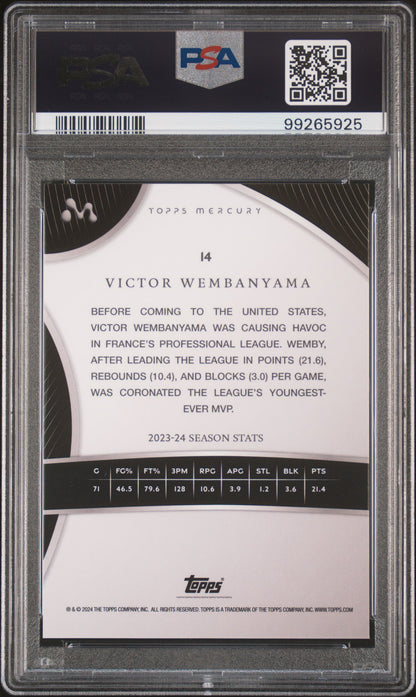 PSA
PSA
99265925
TOPPS MERCURY
14
VICTOR WEMBANYAMA
BEFORE COMING TO THE UNITED STATES,
VICTOR WEMBANYAMA WAS CAUSING HAVOC
IN FRANCE'S PROFESSIONAL LEAGUE. WEMBY,
AFTER LEADING THE LEAGUE IN POINTS (21.6),
REBOUNDS (10.4), AND BLOCKS (3.0) PER GAME,
WAS CORONATED THE LEAGUE'S YOUNGEST-
EVER MVP.
2023-24 SEASON STATS
G FG% FT% 3PM RPG APG STL BLK PTS
71 46.5 79.6 128 10.6 3.9 1.2 3.6 21.4
topps
® & © 2024 THE TOPPS COMPANY, INC. ALL RIGHTS RESERVED. TOPPS IS A TRADEMARK OF THE TOPPS COMPANY, INC. WWW.TOPPS.COM